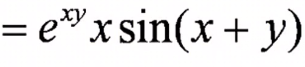 = e^{xy} x sin(x + y)